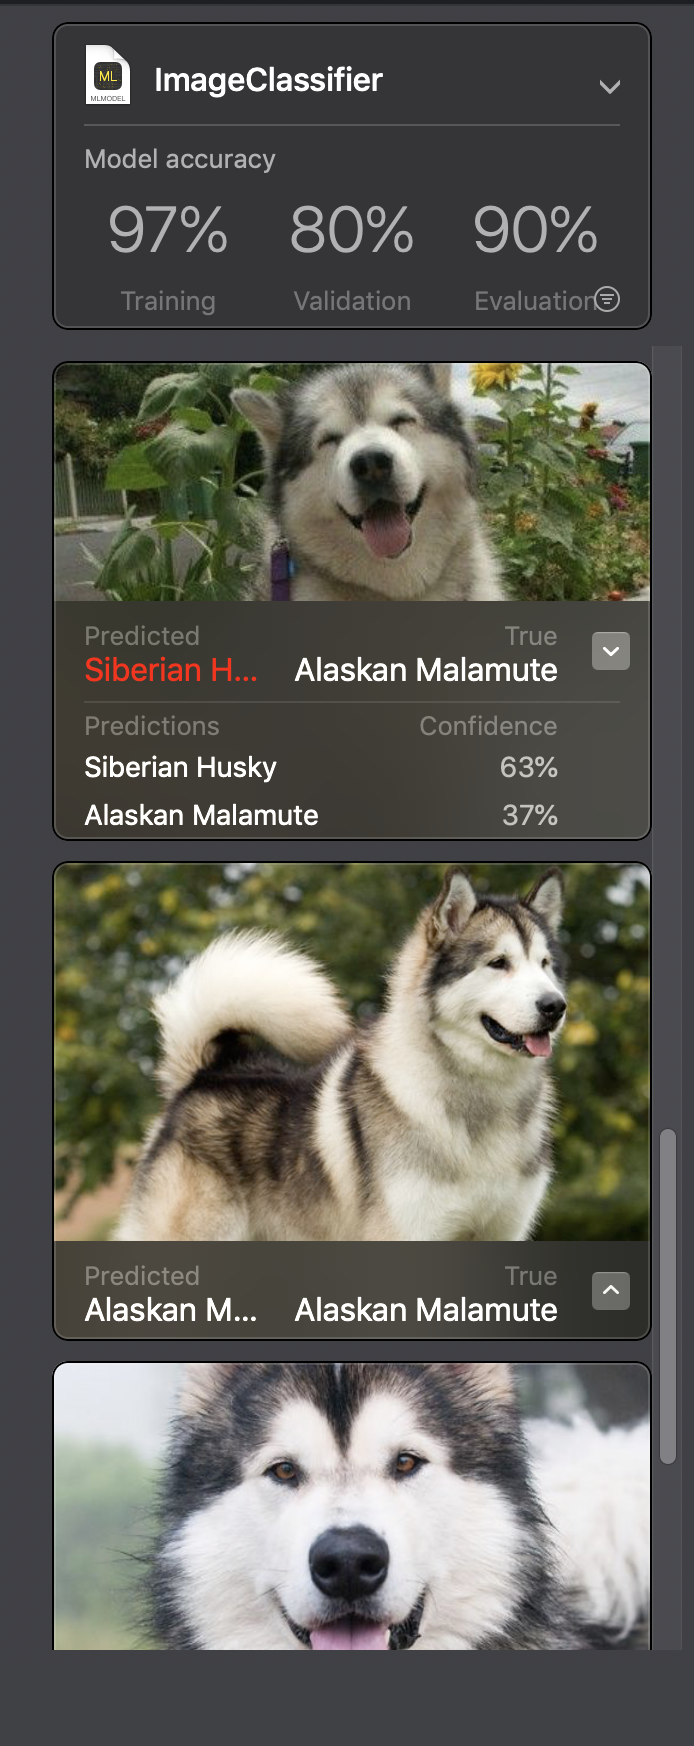 ML
MLMODEL
ImageClassifier
Model accuracy
97% 80% 90%
Training Validation Evaluation
Predicted True
Siberian H... Alaskan Malamute
Predictions Confidence
Siberian Husky 63%
Alaskan Malamute 37%
Predicted True
Alaskan M... Alaskan Malamute